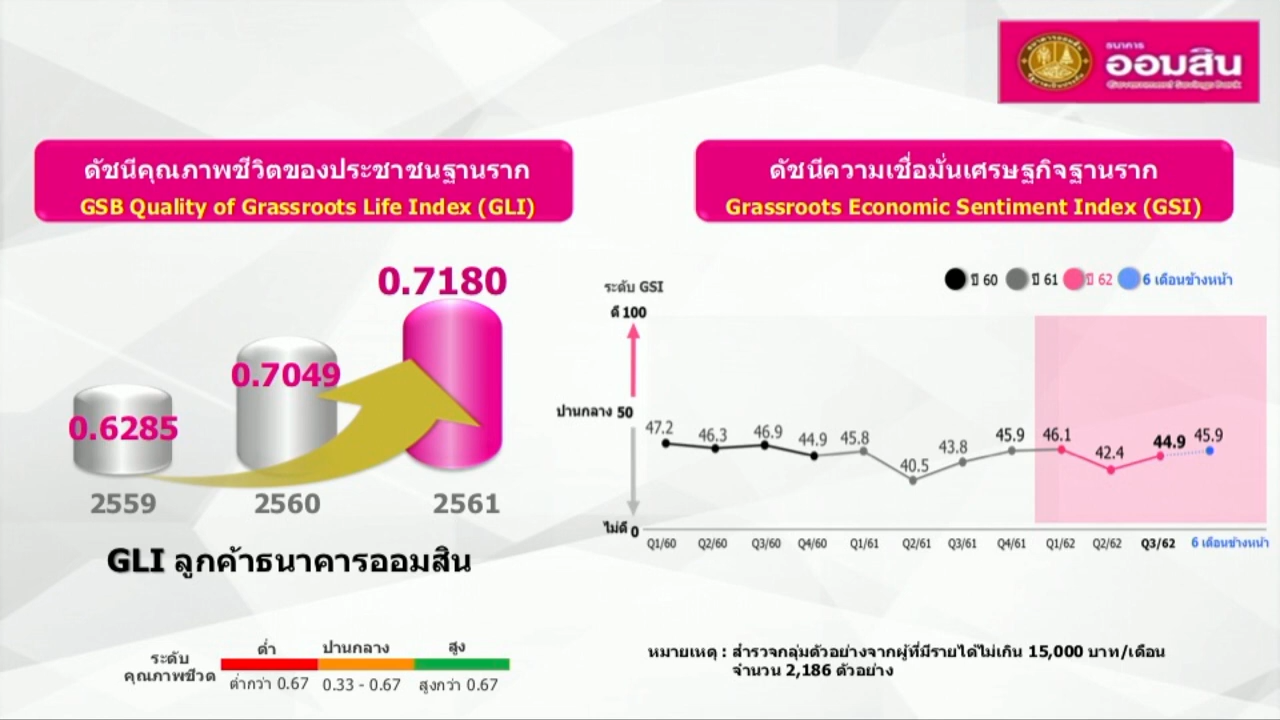 ธนาคาร
ออมสิน
Government Savings Bank
ดัชนีคุณภาพชีวิตของประชาชนฐานราก
GSB Quality of Grassroots Life Index (GLI)
0.6285
0.7049
0.7180
2559
2560
2561
GLI ลูกค้าธนาคารออมสิน
ระดับ
คุณภาพชีวิต
ต่ำ
ปานกลาง
สูง
ต่ำกว่า 0.67
0.33 - 0.67
สูงกว่า 0.67
ดัชนีความเชื่อมั่นเศรษฐกิจฐานราก
Grassroots Economic Sentiment Index (GSI)
ปี 60
ปี 61
ปี 62
6 เดือนข้างหน้า
ระดับ GSI
ดี 100
ปานกลาง 50
ไม่ดี 0
47.2
46.3
46.9
44.9
45.8
40.5
43.8
45.9
46.1
42.4
44.9
45.9
Q1/60
Q2/60
Q3/60
Q4/60
Q1/61
Q2/61
Q3/61
Q4/61
Q1/62
Q2/62
Q3/62
6 เดือนข้างหน้า
หมายเหตุ : สำรวจกลุ่มตัวอย่างจากผู้ที่มีรายได้ไม่เกิน 15,000 บาท/เดือน
จำนวน 2,186 ตัวอย่าง